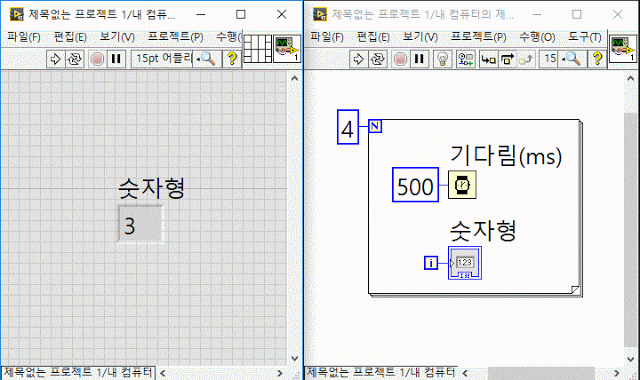 제목없는 프로젝트 1/내 컴퓨...
파일(F) 편집(E) 보기(V) 프로젝트(P) 수행(
15pt 어플리
숫자형
3
제목없는 프로젝트 1/내 컴퓨터
제목없는 프로젝트 1/내 컴퓨터의 제...
파일(F) 편집(E) 보기(V) 프로젝트(P) 수행(O) 도구(T)
15
1
4
N
기다림(ms)
500
숫자형
i
123
제목없는 프로젝트 1/내 컴퓨터